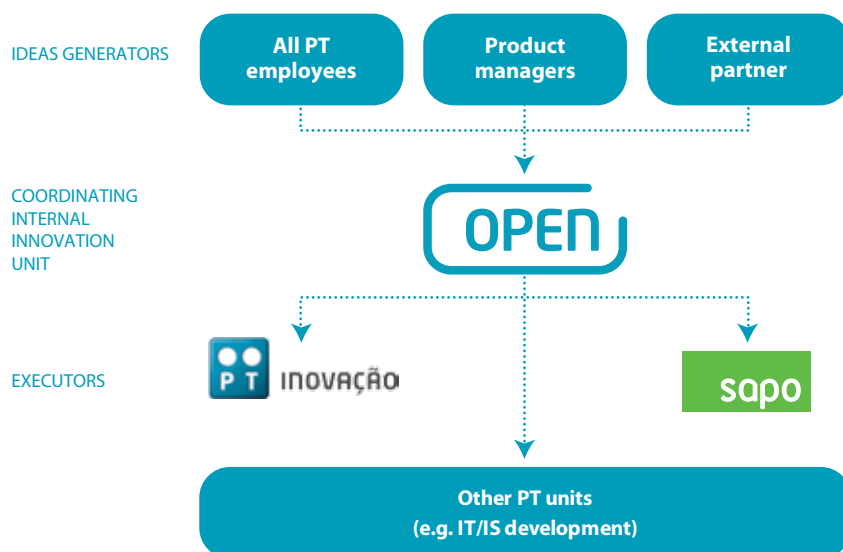 IDEAS GENERATORS
All PT
employees
Product
managers
External
partner
COORDINATING
INTERNAL
INNOVATION
UNIT
OPEN
EXECUTORS
PT INOVAÇÃO
sapo
Other PT units
(e.g. IT/IS development)